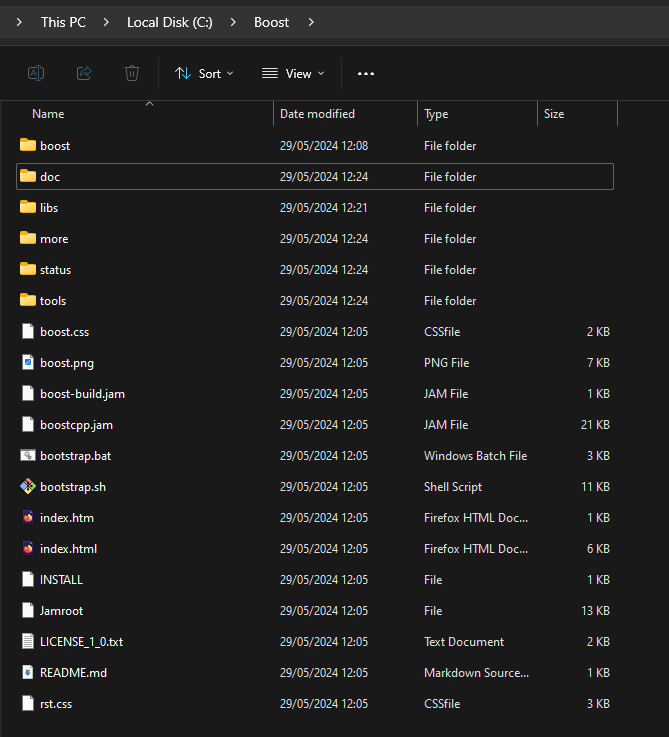 This PC Local Disk (C:) Boost
Sort View
Name Date modified Type Size
boost 29/05/2024 12:08 File folder
doc 29/05/2024 12:24 File folder
libs 29/05/2024 12:21 File folder
more 29/05/2024 12:24 File folder
status 29/05/2024 12:24 File folder
tools 29/05/2024 12:24 File folder
boost.css 29/05/2024 12:05 CSSfile 2 KB
boost.png 29/05/2024 12:05 PNG File 7 KB
boost-build.jam 29/05/2024 12:05 JAM File 1 KB
boostcpp.jam 29/05/2024 12:05 JAM File 21 KB
bootstrap.bat 29/05/2024 12:05 Windows Batch File 3 KB
bootstrap.sh 29/05/2024 12:05 Shell Script 11 KB
index.htm 29/05/2024 12:05 Firefox HTML Doc... 1 KB
index.html 29/05/2024 12:05 Firefox HTML Doc... 6 KB
INSTALL 29/05/2024 12:05 File 1 KB
Jamroot 29/05/2024 12:05 File 13 KB
LICENSE_1_0.txt 29/05/2024 12:05 Text Document 2 KB
README.md 29/05/2024 12:05 Markdown Source... 1 KB
rst.css 29/05/2024 12:05 CSSfile 3 KB